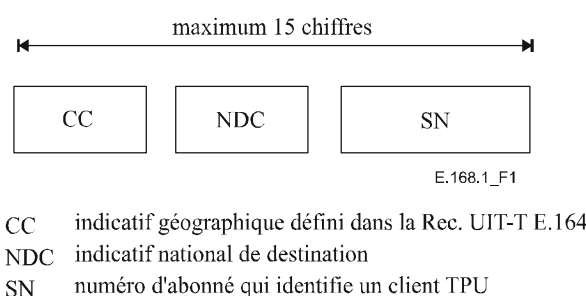 maximum 15 chiffres
CC NDC SN
E.168.1_F1
CC indicatif géographique défini dans la Rec. UIT-T E.164
NDC indicatif national de destination
SN numéro d'abonné qui identifie un client TPU